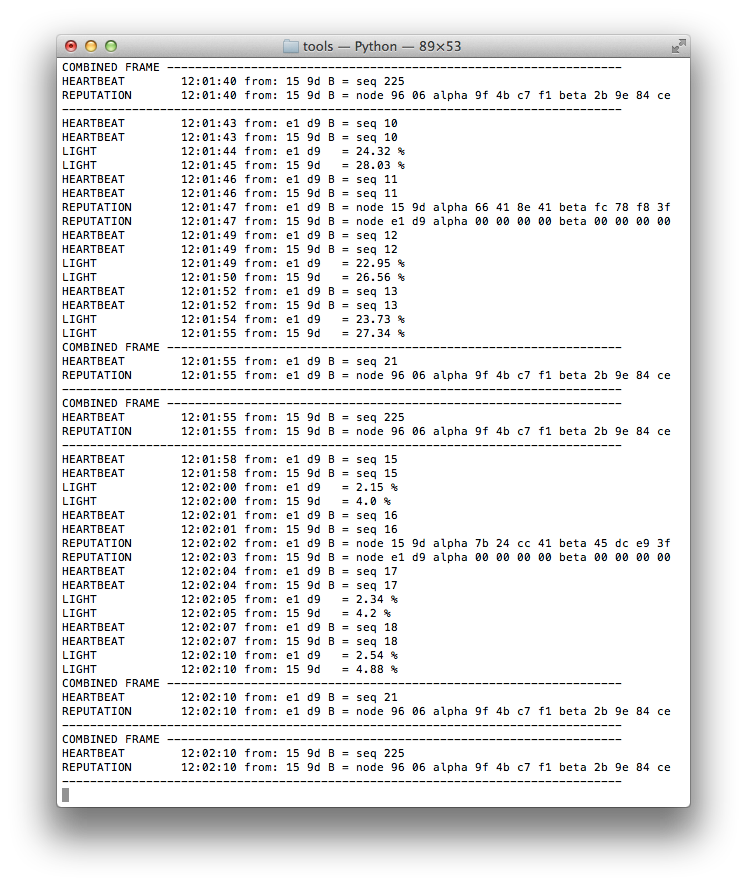 tools — Python — 89×53
COMBINED FRAME -----------------------------------------------------------------
HEARTBEAT        12:01:40 from: 15 9d B = seq 225
REPUTATION       12:01:40 from: 15 9d B = node 96 06 alpha 9f 4b c7 f1 beta 2b 9e 84 ce
--------------------------------------------------------------------------------
HEARTBEAT        12:01:43 from: e1 d9 B = seq 10
HEARTBEAT        12:01:43 from: 15 9d B = seq 10
LIGHT            12:01:44 from: e1 d9   = 24.32 %
LIGHT            12:01:45 from: 15 9d   = 28.03 %
HEARTBEAT        12:01:46 from: e1 d9 B = seq 11
HEARTBEAT        12:01:46 from: 15 9d B = seq 11
REPUTATION       12:01:47 from: e1 d9 B = node 15 9d alpha 66 41 8e 41 beta fc 78 f8 3f
REPUTATION       12:01:47 from: 15 9d B = node e1 d9 alpha 00 00 00 00 beta 00 00 00 00
HEARTBEAT        12:01:49 from: e1 d9 B = seq 12
HEARTBEAT        12:01:49 from: 15 9d B = seq 12
LIGHT            12:01:49 from: e1 d9   = 22.95 %
LIGHT            12:01:50 from: 15 9d   = 26.56 %
HEARTBEAT        12:01:52 from: e1 d9 B = seq 13
HEARTBEAT        12:01:52 from: 15 9d B = seq 13
LIGHT            12:01:54 from: e1 d9   = 23.73 %
LIGHT            12:01:55 from: 15 9d   = 27.34 %
COMBINED FRAME -----------------------------------------------------------------
HEARTBEAT        12:01:55 from: e1 d9 B = seq 21
REPUTATION       12:01:55 from: e1 d9 B = node 96 06 alpha 9f 4b c7 f1 beta 2b 9e 84 ce
--------------------------------------------------------------------------------
COMBINED FRAME -----------------------------------------------------------------
HEARTBEAT        12:01:55 from: 15 9d B = seq 225
REPUTATION       12:01:55 from: 15 9d B = node 96 06 alpha 9f 4b c7 f1 beta 2b 9e 84 ce
--------------------------------------------------------------------------------
HEARTBEAT        12:01:58 from: e1 d9 B = seq 15
HEARTBEAT        12:01:58 from: 15 9d B = seq 15
LIGHT            12:02:00 from: e1 d9   = 2.15 %
LIGHT            12:02:00 from: 15 9d   = 4.0 %
HEARTBEAT        12:02:01 from: e1 d9 B = seq 16
HEARTBEAT        12:02:01 from: 15 9d B = seq 16
REPUTATION       12:02:02 from: e1 d9 B = node 15 9d alpha 7b 24 cc 41 beta 45 dc e9 3f
REPUTATION       12:02:03 from: 15 9d B = node e1 d9 alpha 00 00 00 00 beta 00 00 00 00
HEARTBEAT        12:02:04 from: e1 d9 B = seq 17
HEARTBEAT        12:02:04 from: 15 9d B = seq 17
LIGHT            12:02:05 from: e1 d9   = 2.34 %
LIGHT            12:02:05 from: 15 9d   = 4.2 %
HEARTBEAT        12:02:07 from: e1 d9 B = seq 18
HEARTBEAT        12:02:07 from: 15 9d B = seq 18
LIGHT            12:02:10 from: e1 d9   = 2.54 %
LIGHT            12:02:10 from: 15 9d   = 4.88 %
COMBINED FRAME -----------------------------------------------------------------
HEARTBEAT        12:02:10 from: e1 d9 B = seq 21
REPUTATION       12:02:10 from: e1 d9 B = node 96 06 alpha 9f 4b c7 f1 beta 2b 9e 84 ce
--------------------------------------------------------------------------------
COMBINED FRAME -----------------------------------------------------------------
HEARTBEAT        12:02:10 from: 15 9d B = seq 225
REPUTATION       12:02:10 from: 15 9d B = node 96 06 alpha 9f 4b c7 f1 beta 2b 9e 84 ce
--------------------------------------------------------------------------------